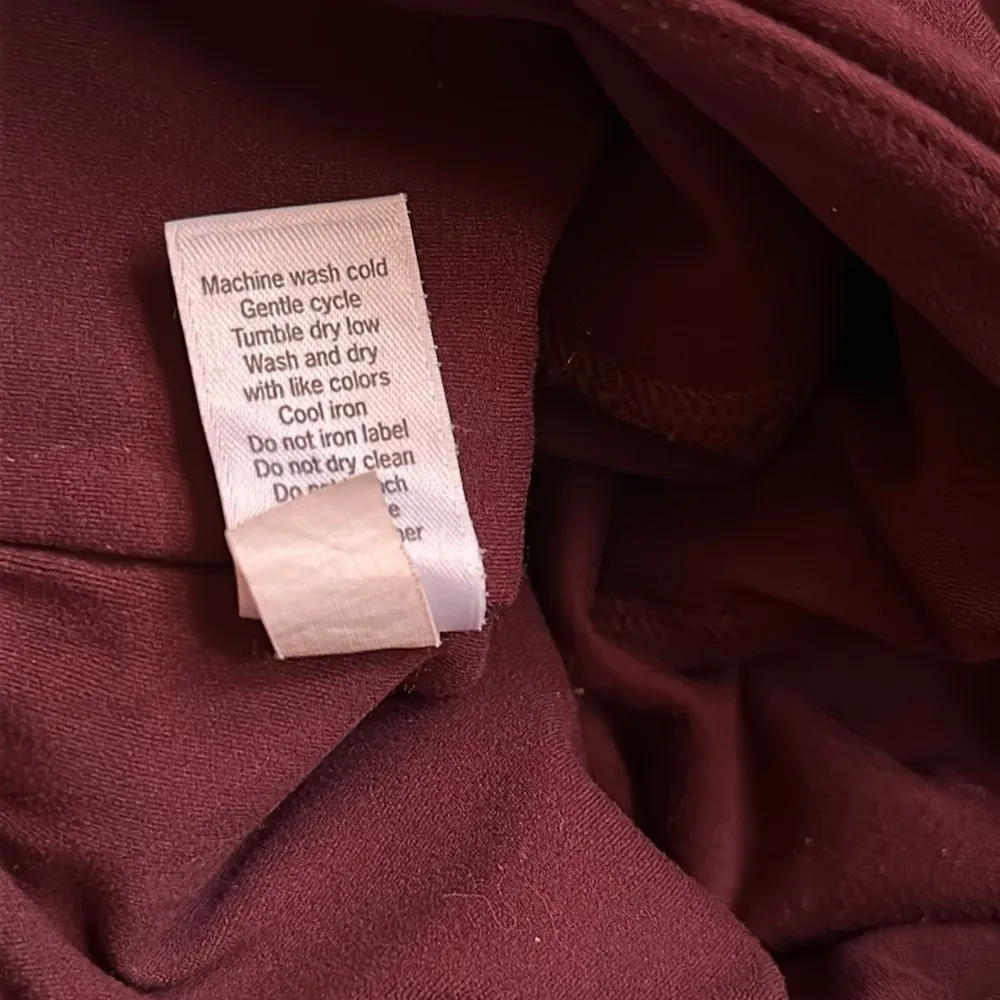 Machine wash cold
Gentle cycle
Tumble dry low
Wash and dry
with like colors
Cool iron
Do not iron label
Do not dry clean
Do